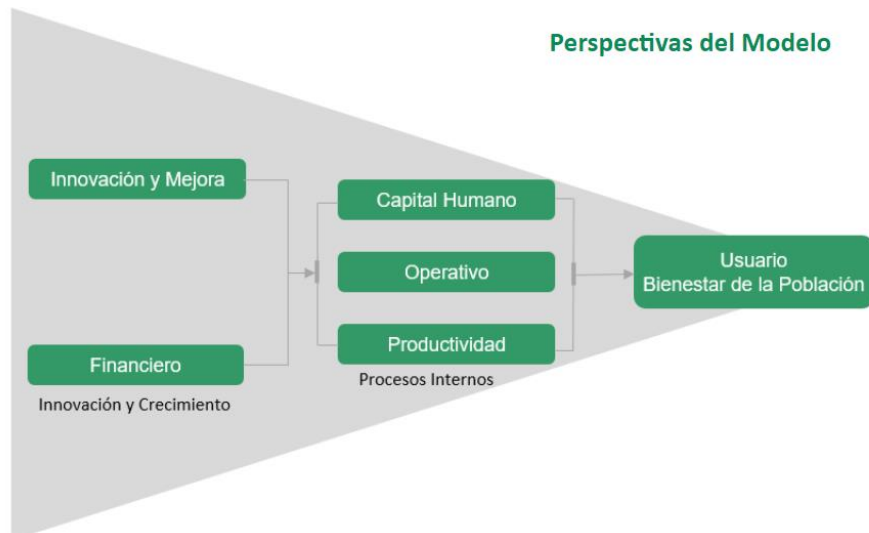 Perspectivas del Modelo
Innovación y Mejora
Financiero
Innovación y Crecimiento
Capital Humano
Operativo
Productividad
Procesos Internos
Usuario
Bienestar de la Población